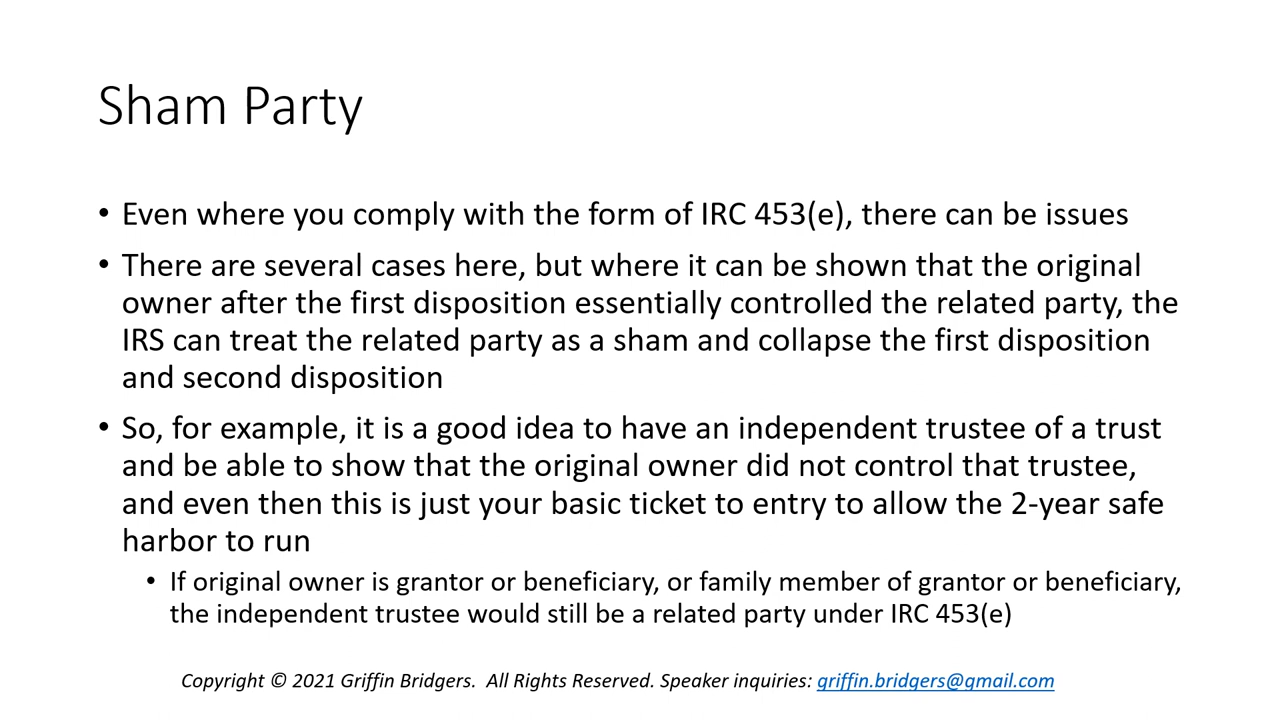 Sham Party
• Even where you comply with the form of IRC 453(e), there can be issues
• There are several cases here, but where it can be shown that the original
owner after the first disposition essentially controlled the related party, the
IRS can treat the related party as a sham and collapse the first disposition
and second disposition
• So, for example, it is a good idea to have an independent trustee of a trust
and be able to show that the original owner did not control that trustee,
and even then this is just your basic ticket to entry to allow the 2-year safe
harbor to run
• If original owner is grantor or beneficiary, or family member of grantor or beneficiary,
the independent trustee would still be a related party under IRC 453(e)
Copyright © 2021 Griffin Bridgers. All Rights Reserved. Speaker inquiries: griffin.bridgers@gmail.com